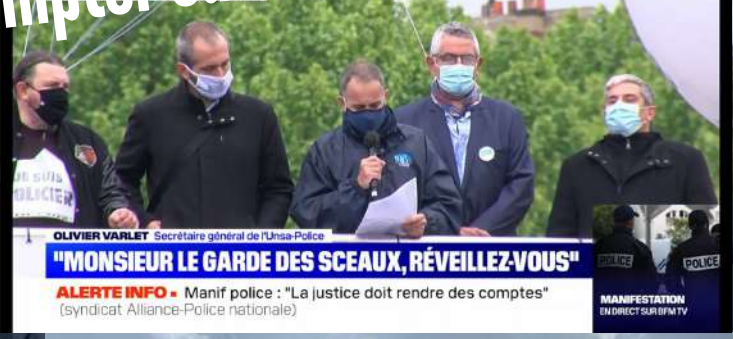 JE SUIS
POLICIER
OLIVIER VARLET Secrétaire général de l'Unsa-Police
"MONSIEUR LE GARDE DES SCEAUX, RÉVEILLEZ-VOUS"
ALERTE INFO - Manif police : "La justice doit rendre des comptes"
(syndicat Alliance-Police nationale)
POLICE
POLICE
MANIFESTATION
EN DIRECT SUR BFM TV